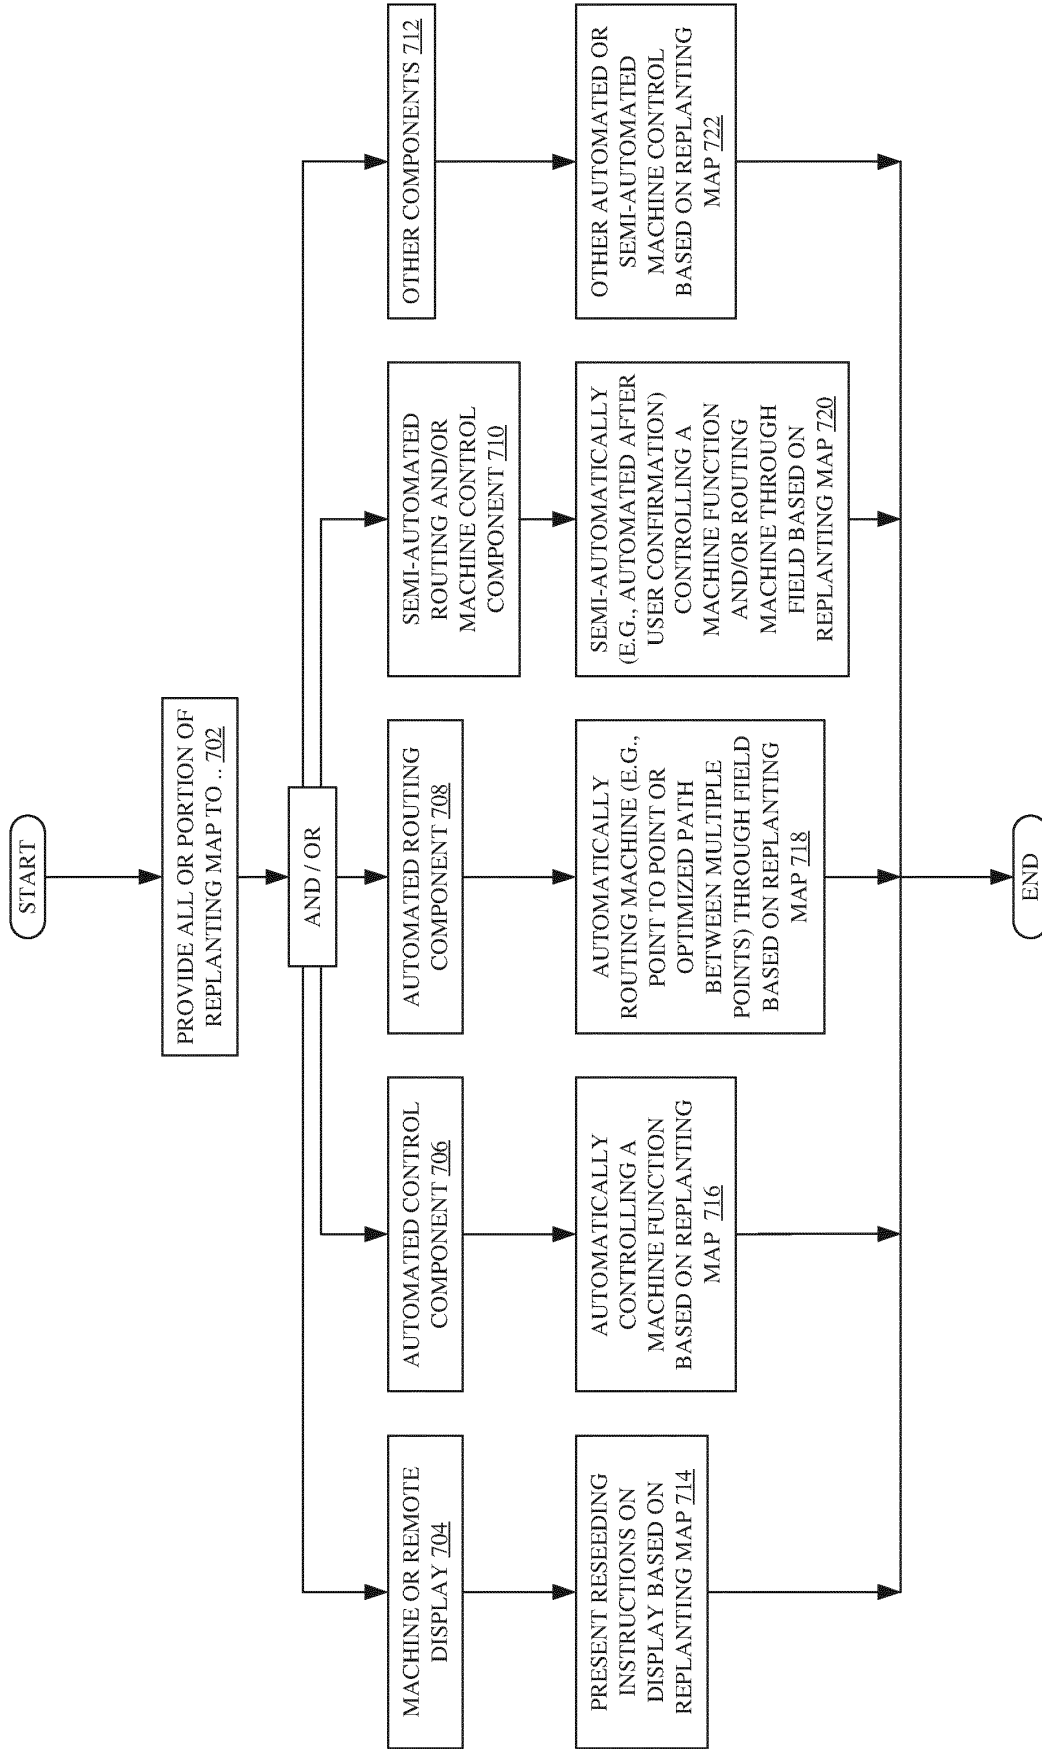 START
PROVIDE ALL OR PORTION OF
REPLANTING MAP TO .. 702
AND / OR
MACHINE OR REMOTE
DISPLAY 704
AUTOMATED CONTROL
COMPONENT 706
AUTOMATED ROUTING
COMPONENT 708
SEMI-AUTOMATED
ROUTING AND/OR
MACHINE CONTROL
COMPONENT 710
OTHER COMPONENTS 712
PRESENT RESEEDING
INSTRUCTIONS ON
DISPLAY BASED ON
REPLANTING MAP 714
AUTOMATICALLY
CONTROLLING A
MACHINE FUNCTION
BASED ON REPLANTING
MAP 716
AUTOMATICALLY
ROUTING MACHINE (E.G.,
POINT TO POINT OR
OPTIMIZED PATH
BETWEEN MULTIPLE
POINTS) THROUGH FIELD
BASED ON REPLANTING
MAP 718
SEMI-AUTOMATICALLY
(E.G., AUTOMATED AFTER
USER CONFIRMATION)
CONTROLLING A
MACHINE FUNCTION
AND/OR ROUTING
MACHINE THROUGH
FIELD BASED ON
REPLANTING MAP 720
OTHER AUTOMATED OR
SEMI-AUTOMATED
MACHINE CONTROL
BASED ON REPLANTING
MAP 722
END